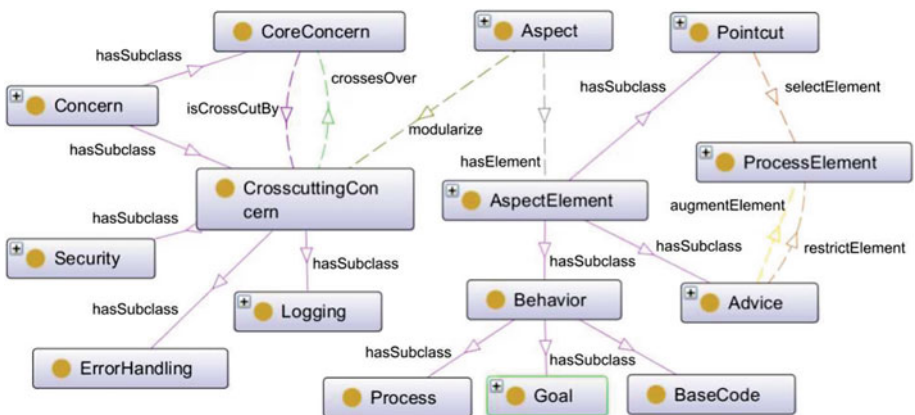 CoreConcern
Aspect
Pointcut
hasSubclass
crossesOver
hasSubclass
selectElement
Concern
isCrossCutBy
modularize
hasSubclass
hasElement
ProcessElement
CrosscuttingCon
cern
AspectElement
augmentElement
hasSubclass
hasSubclass
restrictElement
Security
hasSubclass
hasSubclass
Behavior
Advice
hasSubclass
Logging
hasSubclass
hasSubclass
hasSubclass
ErrorHandling
Process
Goal
BaseCode